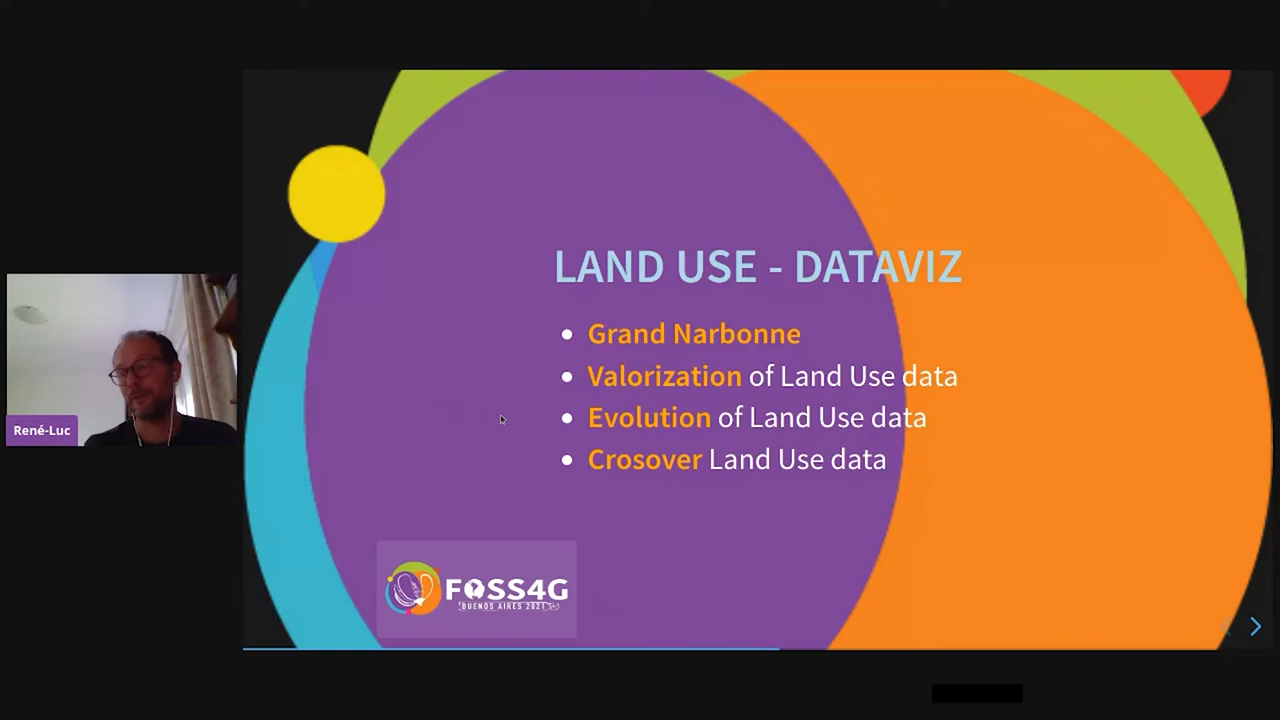 LAND USE - DATAVIZ
Grand Narbonne
Valorization of Land Use data
Evolution of Land Use data
Crosover Land Use data
René-Luc
FOSS4G
BUENOS AIRES 2021